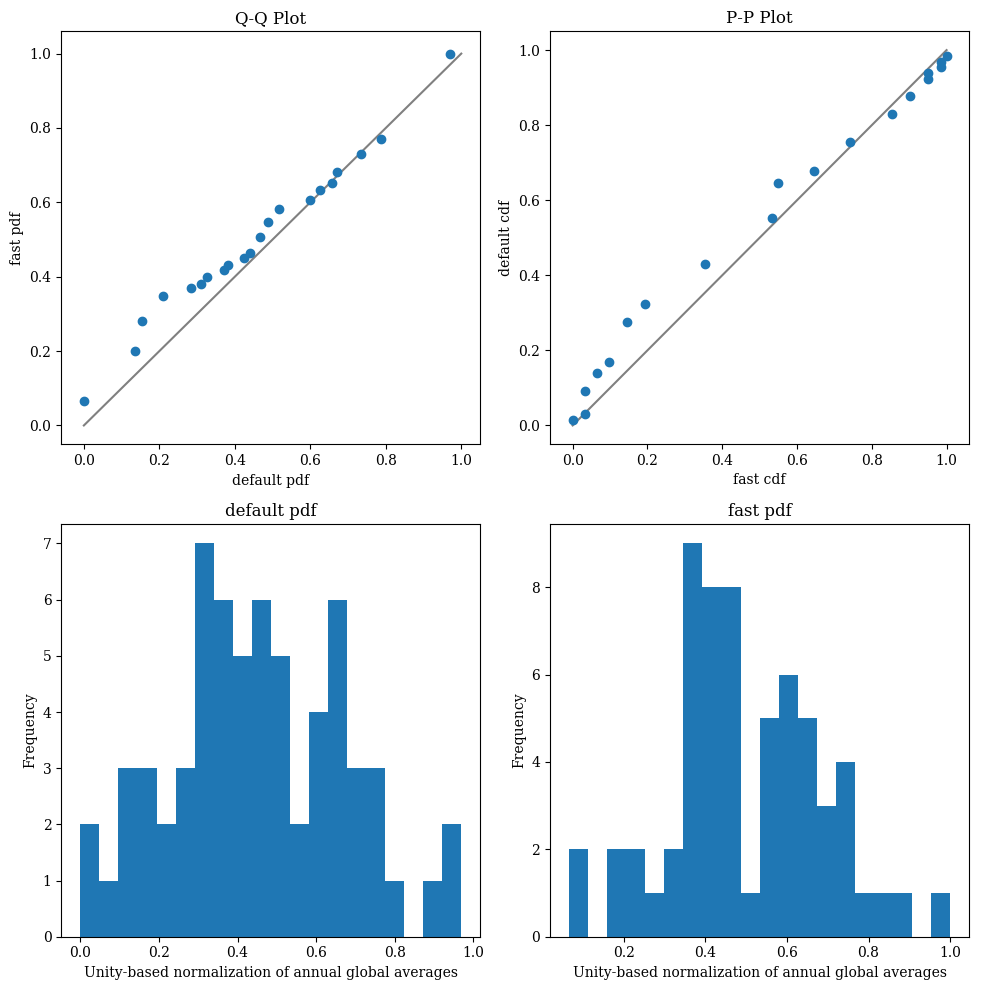 Q-Q Plot
1.0
0.8
0.6
0.4
0.2
0.0
fast pdf
0.0 0.2 0.4 0.6 0.8 1.0
default pdf
P-P Plot
1.0
0.8
0.6
0.4
0.2
0.0
default cdf
0.0 0.2 0.4 0.6 0.8 1.0
fast cdf
default pdf
7
6
5
4
3
2
1
0
Frequency
0.0 0.2 0.4 0.6 0.8 1.0
Unity-based normalization of annual global averages
fast pdf
8
6
4
2
0
Frequency
0.2 0.4 0.6 0.8 1.0
Unity-based normalization of annual global averages